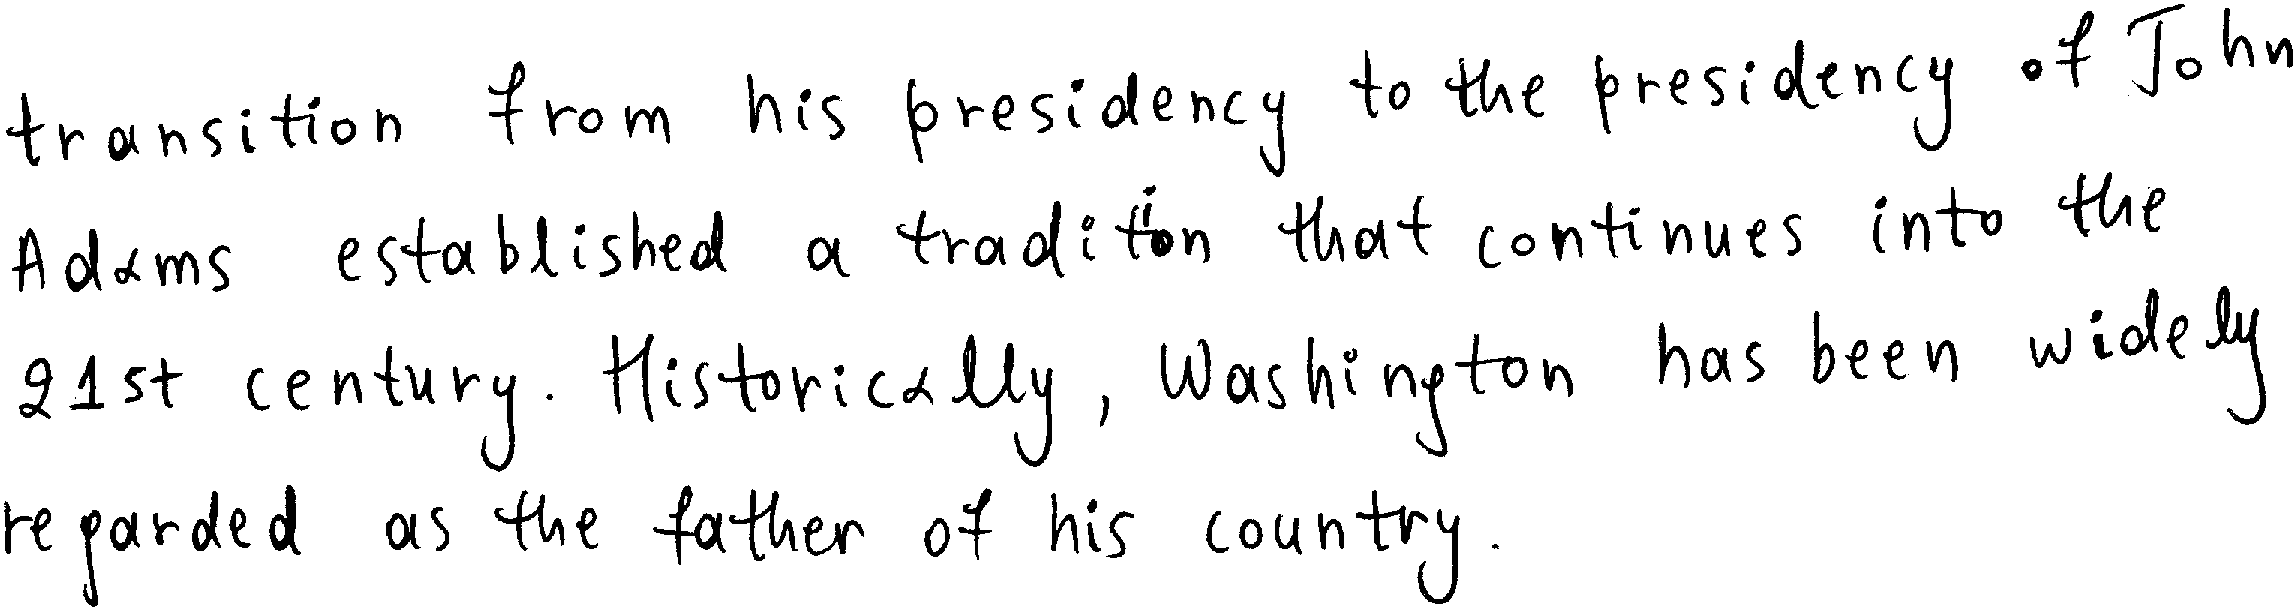 transition from his presidency to the presidency of John
Adams established a tradition that continues into the
21st century. Historically, Washington has been widely
regarded as the father of his country.